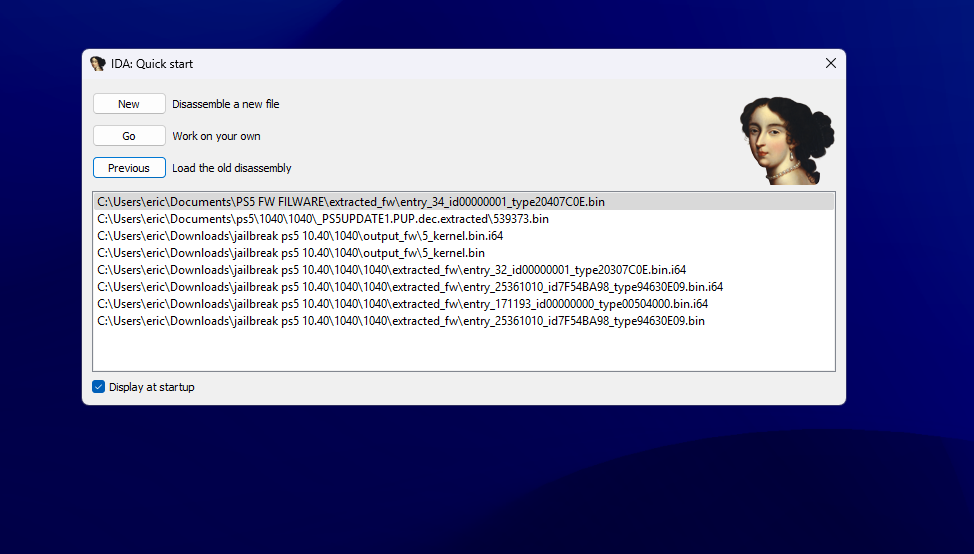 IDA: Quick start
New Disassemble a new file
Go Work on your own
Previous Load the old disassembly
C:\Users\eric\Documents\PS5 FW FILWARE\extracted_fw\entry_34_id00000001_type20407C0E.bin
C:\Users\eric\Documents\ps5\1040\1040\_PS5UPDATE1.PUP.dec.extracted\539373.bin
C:\Users\eric\Downloads\jailbreak ps5 10.40\1040\output_fw\5_kernel.bin.i64
C:\Users\eric\Downloads\jailbreak ps5 10.40\1040\output_fw\5_kernel.bin
C:\Users\eric\Downloads\jailbreak ps5 10.40\1040\1040\extracted_fw\entry_32_id00000001_type20307C0E.bin.i64
C:\Users\eric\Downloads\jailbreak ps5 10.40\1040\1040\extracted_fw\entry_25361010_id7F54BA98_type94630E09.bin.i64
C:\Users\eric\Downloads\jailbreak ps5 10.40\1040\1040\extracted_fw\entry_171193_id00000000_type00504000.bin.i64
C:\Users\eric\Downloads\jailbreak ps5 10.40\1040\1040\extracted_fw\entry_25361010_id7F54BA98_type94630E09.bin
Display at startup